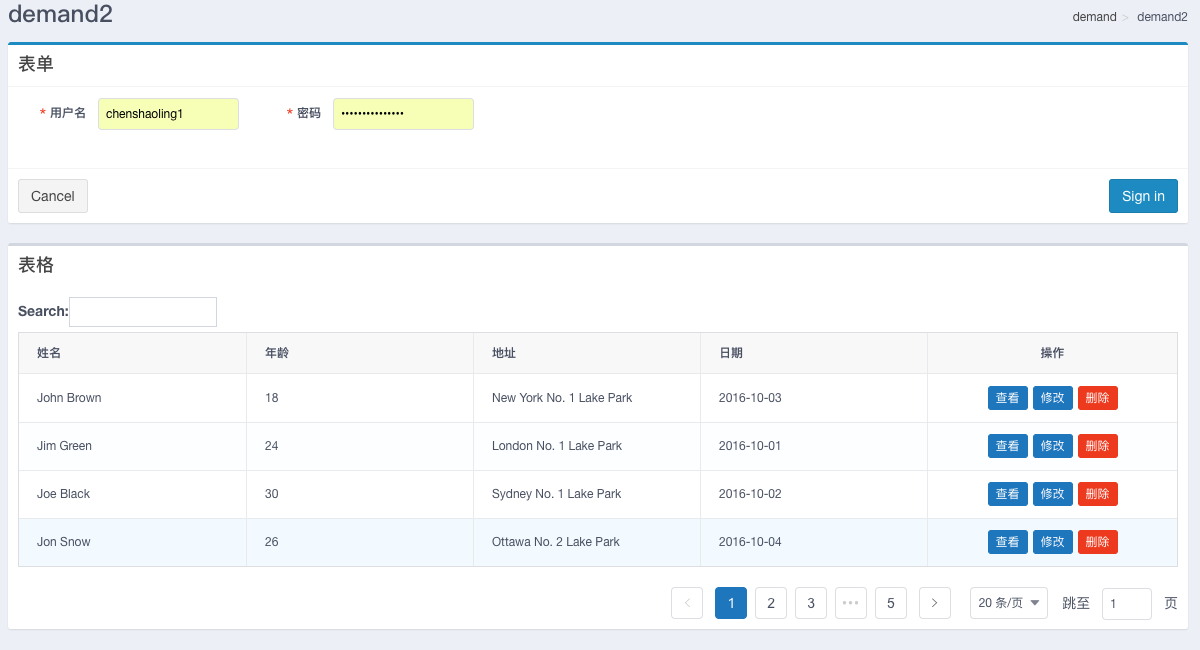 demand2
demand > demand2
表单
* 用户名 chenshaoling1 * 密码 •••••••••••••••
Cancel Sign in
表格
Search:
姓名 年龄 地址 日期 操作
John Brown 18 New York No. 1 Lake Park 2016-10-03 查看 修改 删除
Jim Green 24 London No. 1 Lake Park 2016-10-01 查看 修改 删除
Joe Black 30 Sydney No. 1 Lake Park 2016-10-02 查看 修改 删除
Jon Snow 26 Ottawa No. 2 Lake Park 2016-10-04 查看 修改 删除
< 1 2 3 ••• 5 > 20 条/页 跳至 1 页